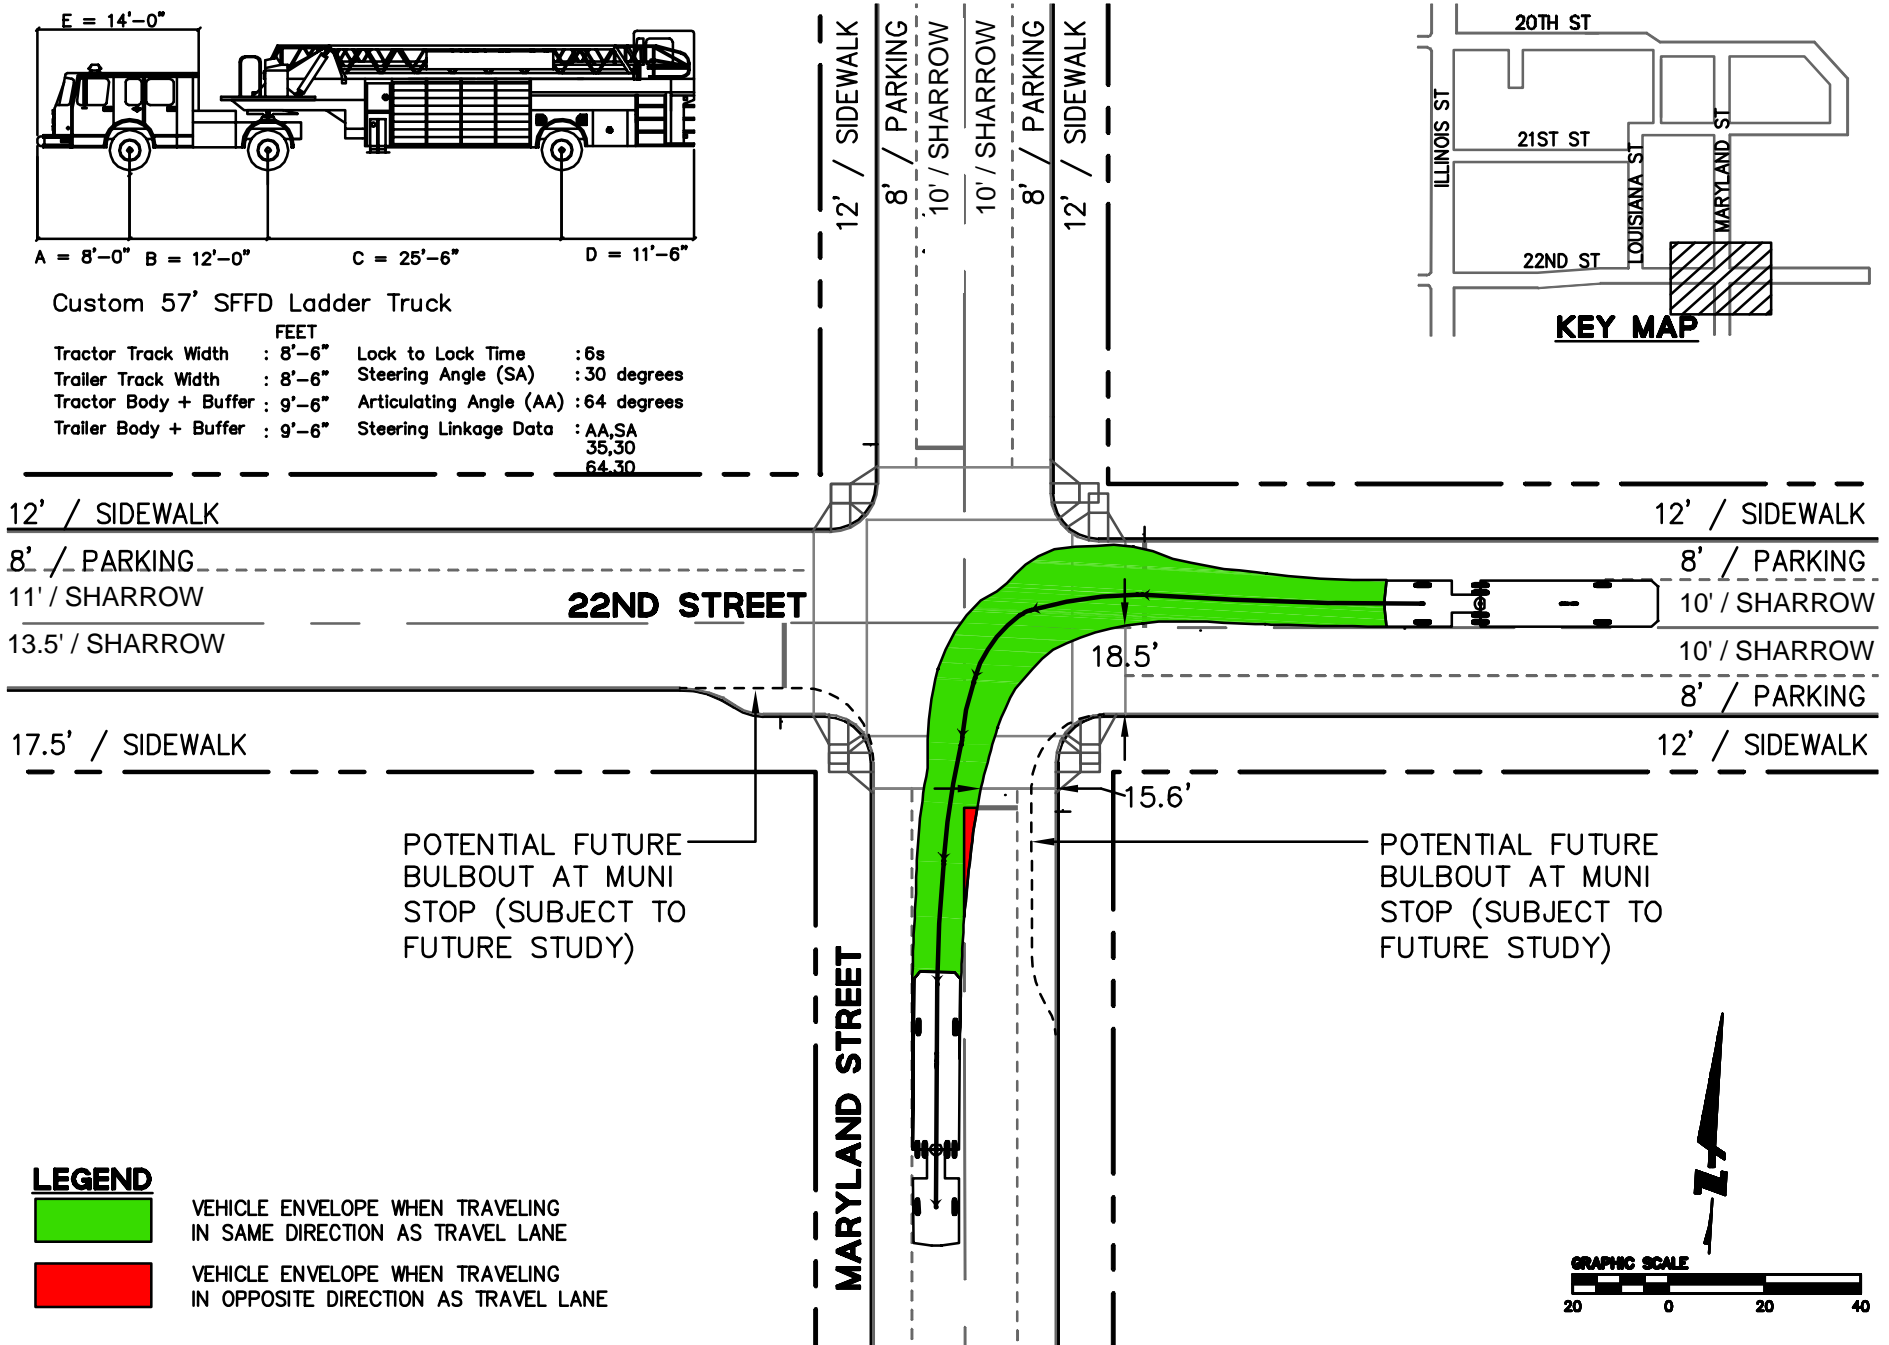 E = 14'-0"
A = 8'-0" B = 12'-0" C = 25'-6" D = 11'-6"
Custom 57' SFFD Ladder Truck
FEET
Tractor Track Width : 8'-6" Lock to Lock Time : 6s
Trailer Track Width : 8'-6" Steering Angle (SA) : 30 degrees
Tractor Body + Buffer : 9'-6" Articulating Angle (AA) : 64 degrees
Trailer Body + Buffer : 9'-6" Steering Linkage Data : AA,SA
35,30
64,30
12' / SIDEWALK
8' / PARKING
10' / SHARROW
10' / SHARROW
8' / PARKING
12' / SIDEWALK
20TH ST
21ST ST
22ND ST
ILLINOIS ST
LOUISIANA ST
MARYLAND ST
KEY MAP
12' / SIDEWALK
8' / PARKING
11' / SHARROW
13.5' / SHARROW
17.5' / SIDEWALK
22ND STREET
12' / SIDEWALK
8' / PARKING
10' / SHARROW
10' / SHARROW
8' / PARKING
12' / SIDEWALK
18.5'
15.6'
POTENTIAL FUTURE
BULBOUT AT MUNI
STOP (SUBJECT TO
FUTURE STUDY)
POTENTIAL FUTURE
BULBOUT AT MUNI
STOP (SUBJECT TO
FUTURE STUDY)
MARYLAND STREET
LEGEND
VEHICLE ENVELOPE WHEN TRAVELING
IN SAME DIRECTION AS TRAVEL LANE
VEHICLE ENVELOPE WHEN TRAVELING
IN OPPOSITE DIRECTION AS TRAVEL LANE
Z
GRAPHIC SCALE
20 0 20 40